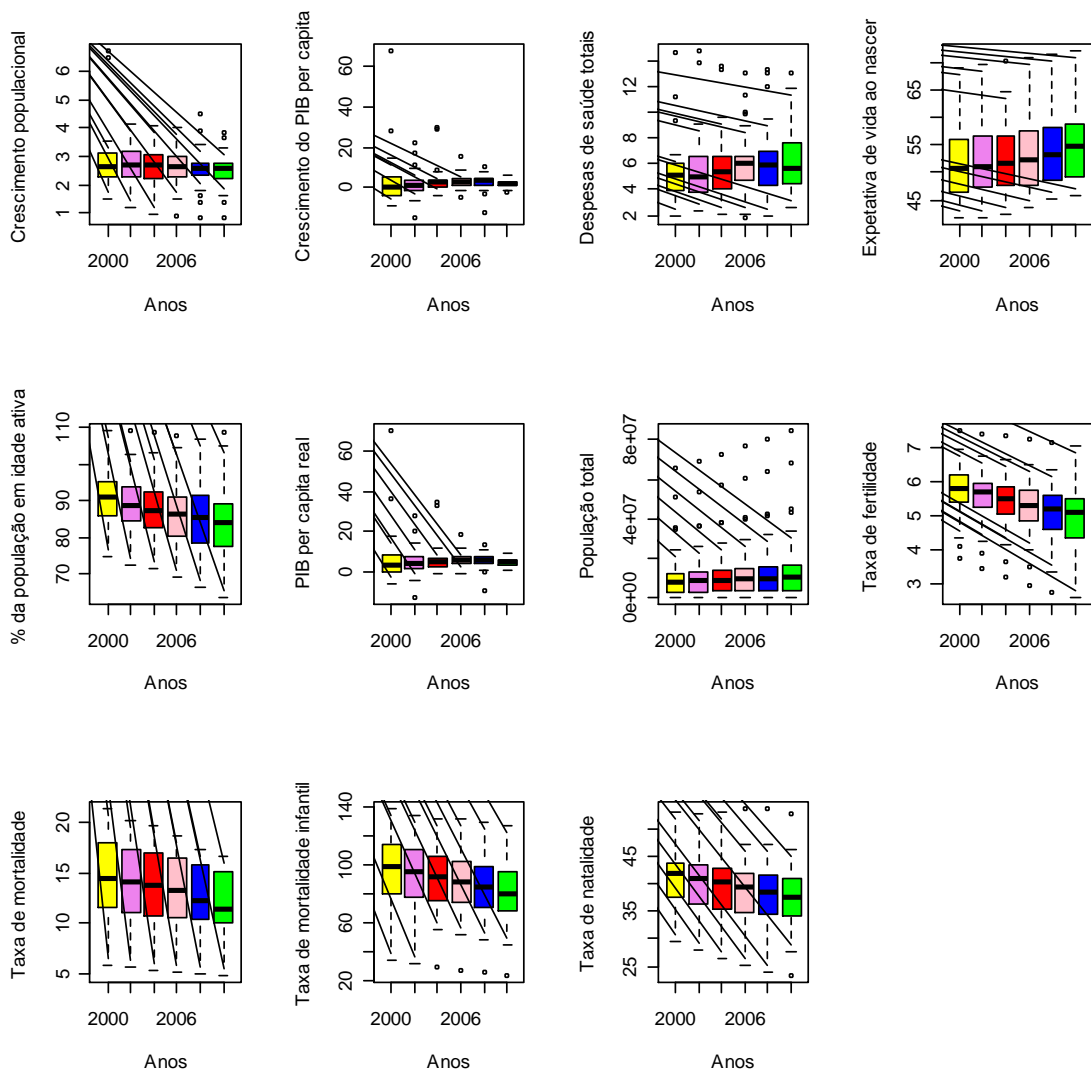 Crescimento populacional
6
5
4
3
2
1
2000 2006
Anos
Crescimento do PIB per capita
60
40
20
0
2000 2006
Anos
Despesas de saúde totais
12
8
6
4
2
2000 2006
Anos
Expetativa de vida ao nascer
65
55
45
2000 2006
Anos
% da população em idade ativa
110
90
80
70
2000 2006
Anos
PIB per capita real
60
40
20
0
2000 2006
Anos
População total
8e+07
4e+07
0e+00
2000 2006
Anos
Taxa de fertilidade
7
6
5
4
3
2000 2006
Anos
Taxa de mortalidade
20
15
10
5
2000 2006
Anos
Taxa de mortalidade infantil
140
100
60
20
2000 2006
Anos
Taxa de natalidade
45
35
25
2000 2006
Anos